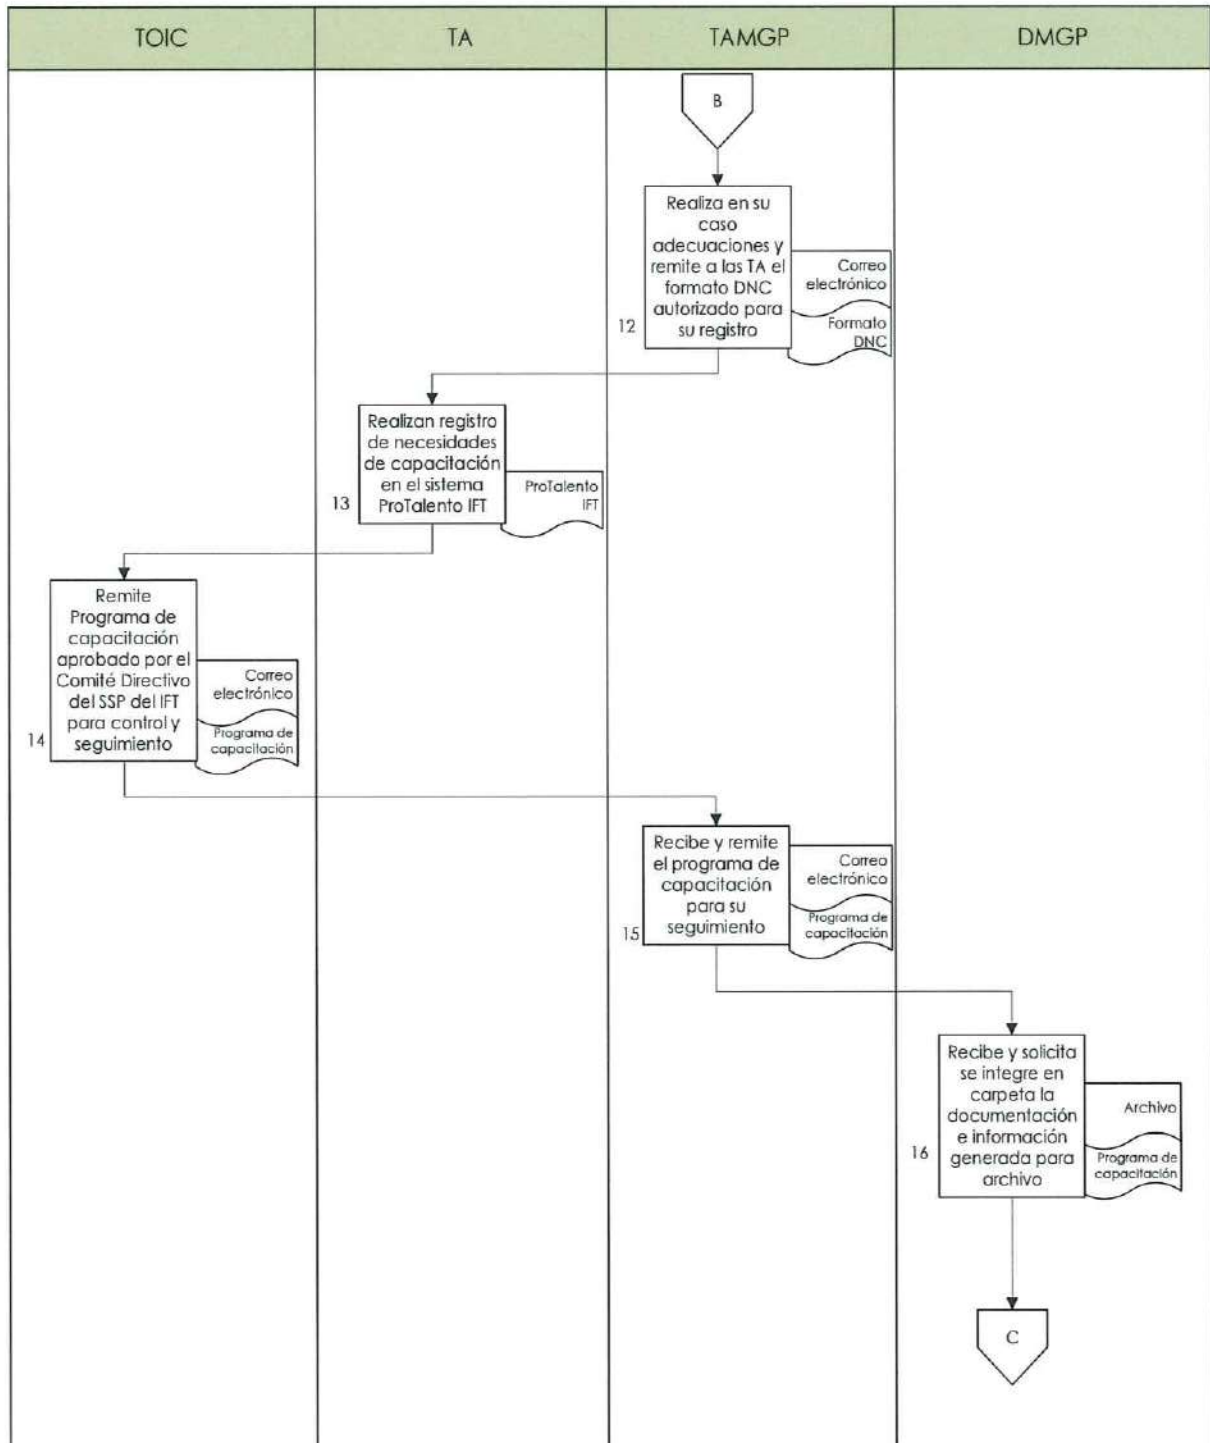 TOIC
TA
TAMGP
DMGP
B
Realiza en su
caso
adecuaciones y
remite a las TA el
formato DNC
autorizado para
su registro
12
Correo
electrónico
Formato
DNC
Realizan registro
de necesidades
de capacitación
en el sistema
ProTalento IFT
13
ProTalento
IFT
Remite
Programa de
capacitación
aprobado por el
Comité Directivo
del SSP del IFT
para control y
seguimiento
14
Correo
electrónico
Programa de
capacitación
Recibe y remite
el programa de
capacitación
para su
seguimiento
15
Correo
electrónico
Programa de
capacitación
Recibe y solicita
se integre en
carpeta la
documentación
e información
generada para
archivo
16
Archivo
Programa de
capacitación
C